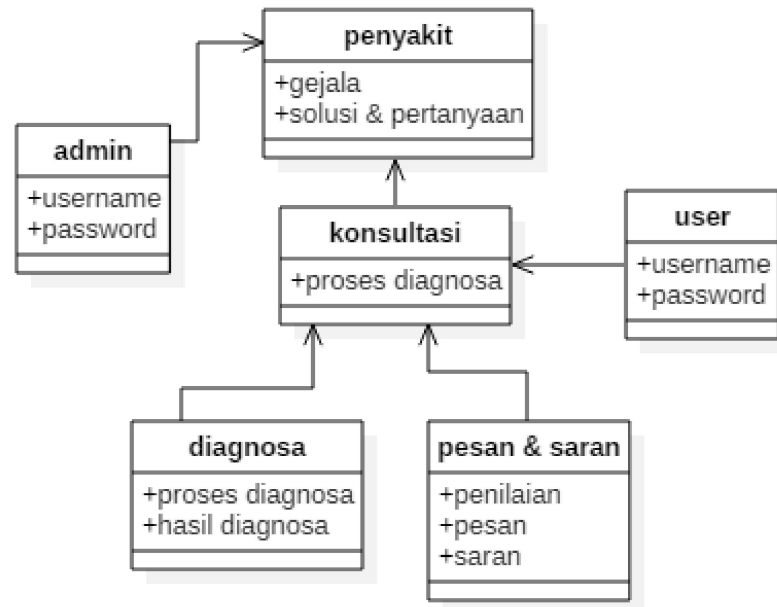 penyakit
+gejala
+solusi & pertanyaan
admin
+username
+password
konsultasi
+proses diagnosa
user
+username
+password
diagnosa
+proses diagnosa
+hasil diagnosa
pesan & saran
+penilaian
+pesan
+saran